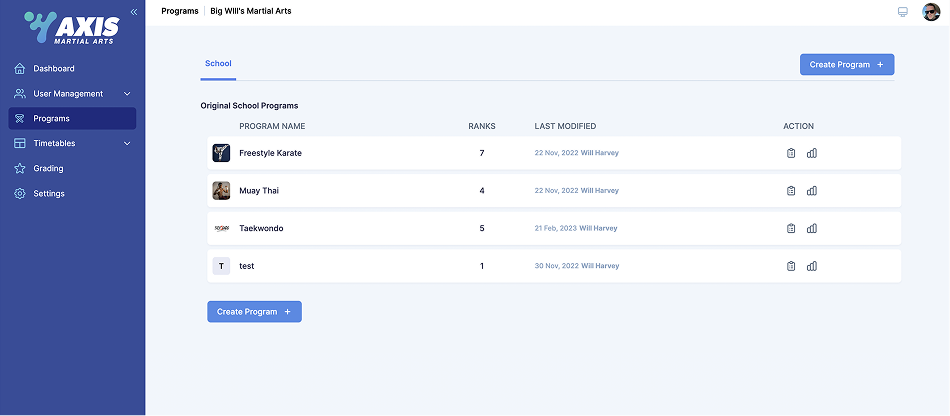 AXIS
MARTIAL ARTS
Programs Big Will's Martial Arts
Dashboard
User Management
Programs
Timetables
Grading
Settings
School
Create Program +
Original School Programs
PROGRAM NAME RANKS LAST MODIFIED ACTION
Freestyle Karate 7 22 Nov, 2022 Will Harvey
Muay Thai 4 22 Nov, 2022 Will Harvey
Taekwondo 5 21 Feb, 2023 Will Harvey
T test 1 30 Nov, 2022 Will Harvey
Create Program +